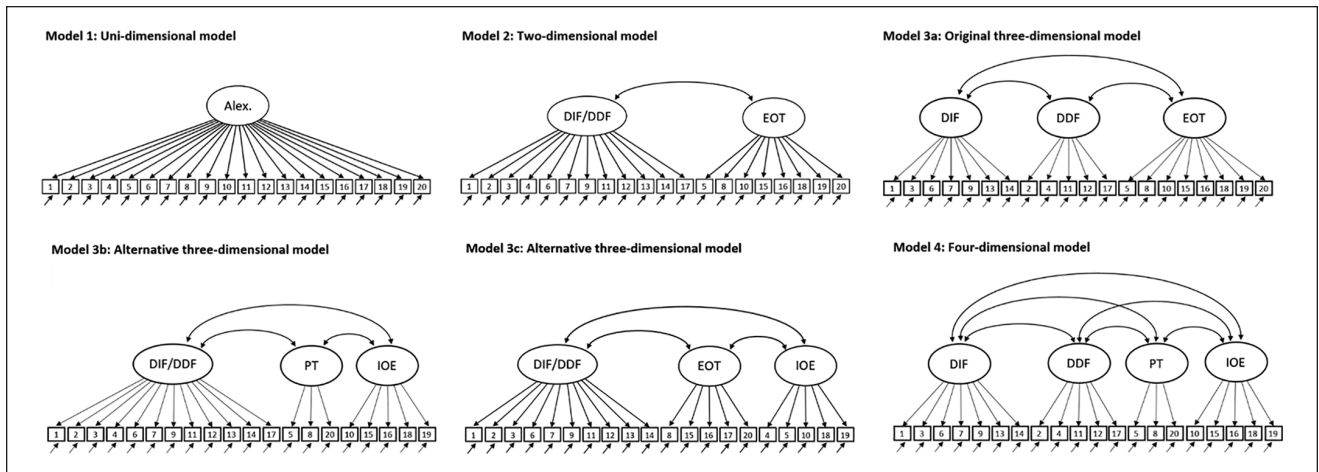 Model 1: Uni-dimensional model
Alex.
1 2 3 4 5 6 7 8 9 10 11 12 13 14 15 16 17 18 19 20
Model 2: Two-dimensional model
DIF/DDF EOT
1 2 3 4 6 7 9 11 12 13 14 17 5 8 10 15 16 18 19 20
Model 3a: Original three-dimensional model
DIF DDF EOT
1 3 6 7 9 13 14 2 4 11 12 17 5 8 10 15 16 18 19 20
Model 3b: Alternative three-dimensional model
DIF/DDF PT IOE
1 2 3 4 6 7 9 11 12 13 14 17 5 8 20 10 15 16 18 19
Model 3c: Alternative three-dimensional model
DIF/DDF EOT IOE
1 2 3 6 7 9 11 12 13 14 8 15 16 17 20 4 5 10 18 19
Model 4: Four-dimensional model
DIF DDF PT IOE
1 3 6 7 9 13 14 2 4 11 12 17 5 8 20 10 15 16 18 19